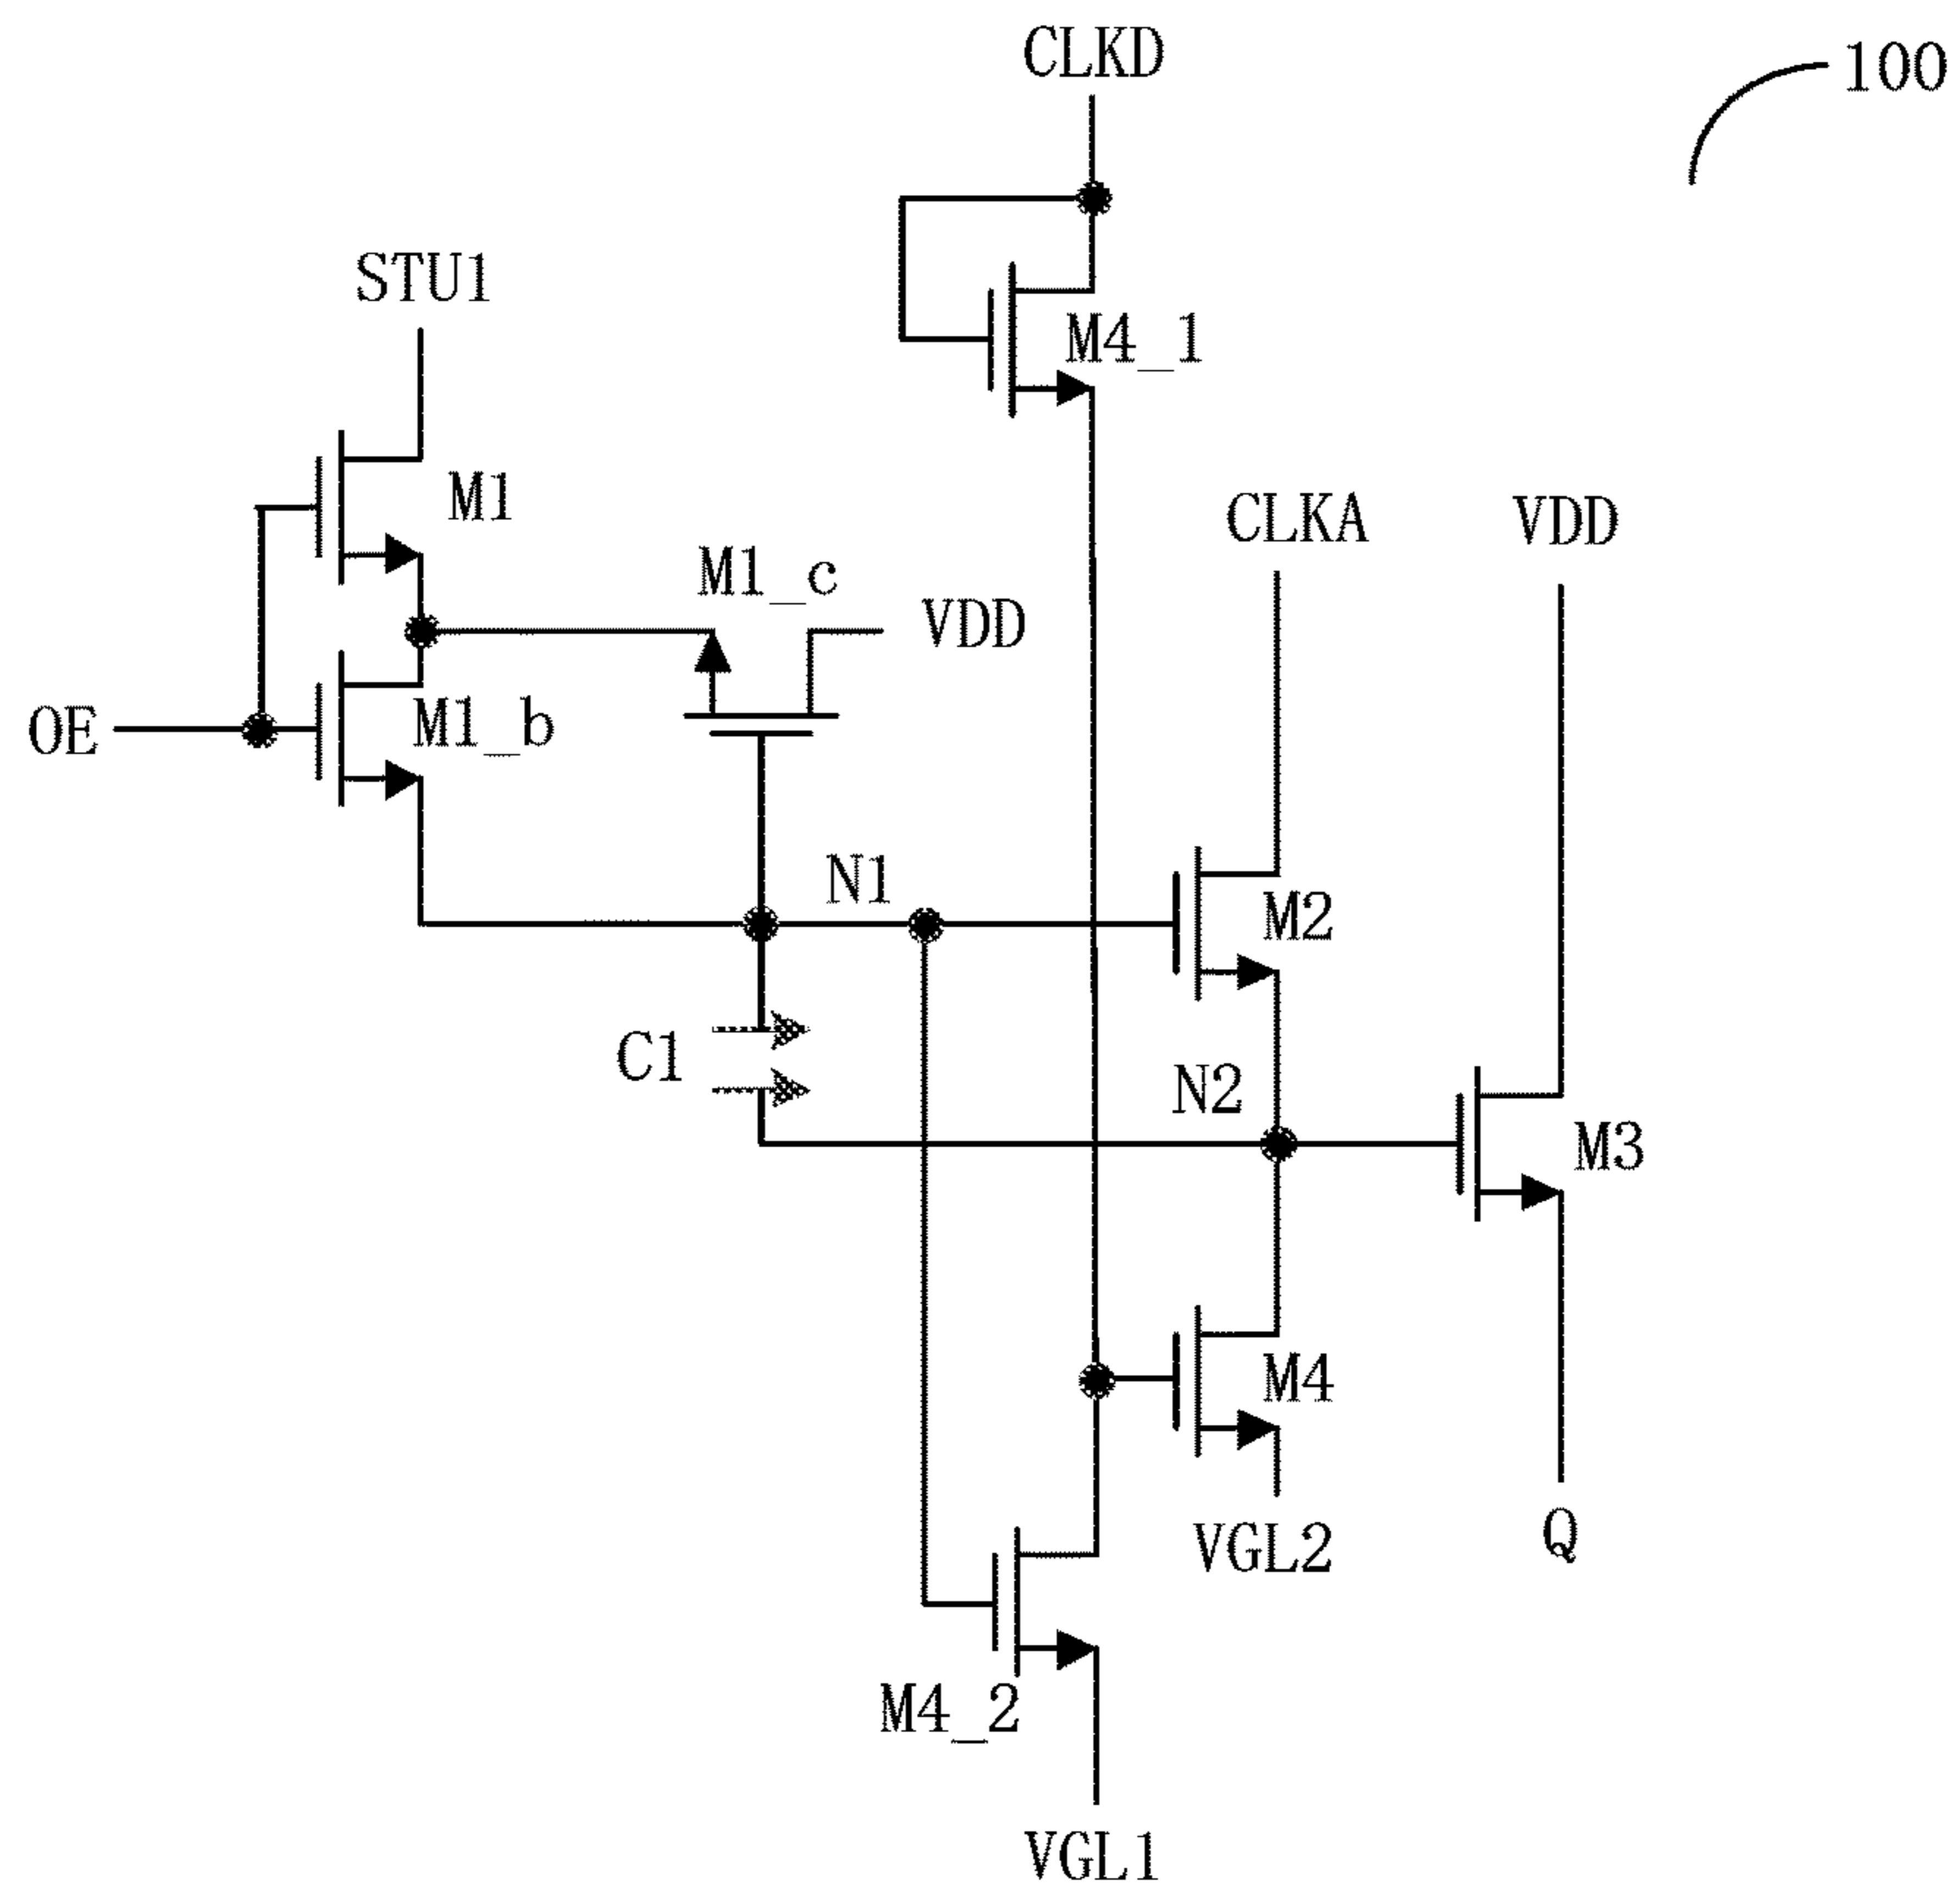 CLKD
100
STU1
M4_1
M1
CLKA
VDD
M1_c
VDD
OE
M1_b
N1
M2
C1
N2
M3
M4
VGL2
Q
M4_2
VGL1